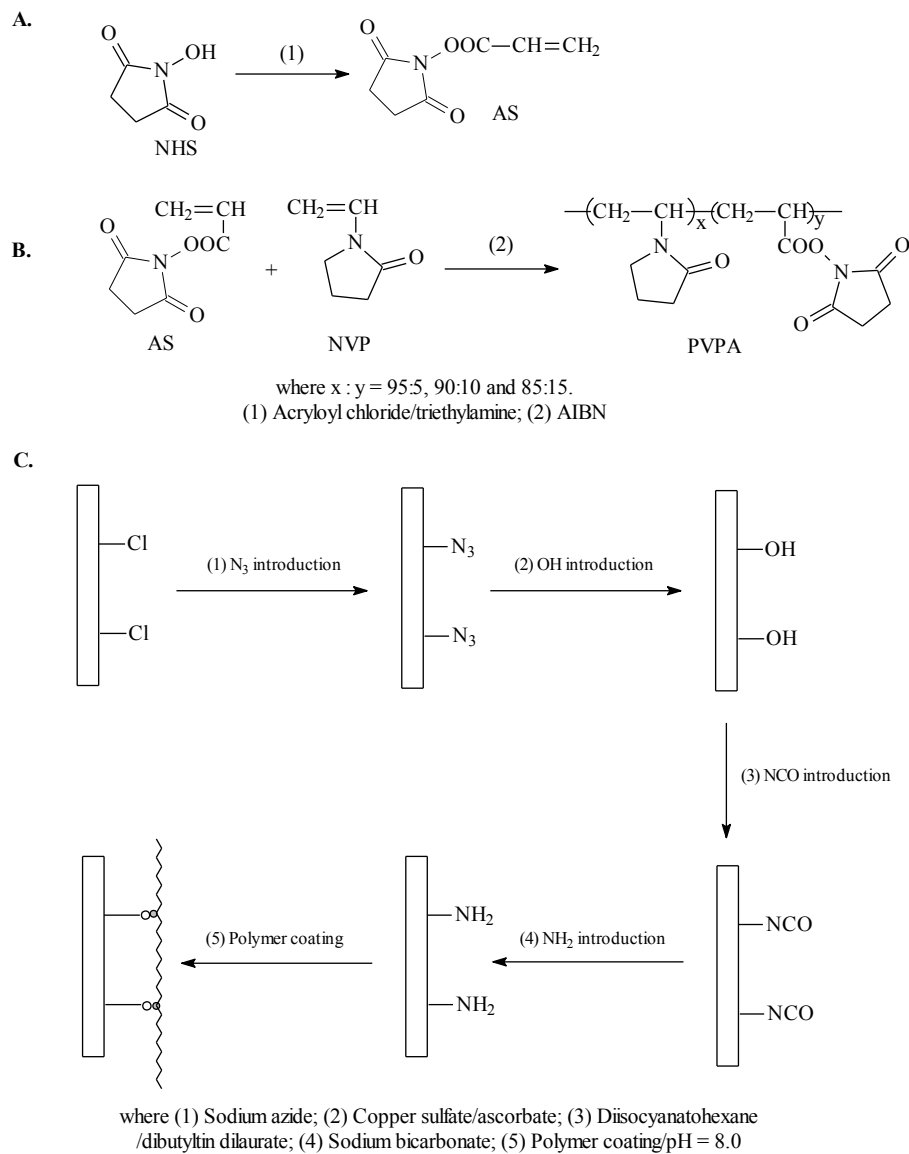 A.
O
N
OH
O
NHS
(1)
O
N
OOC—CH=CH₂
O
AS
B.
CH₂=CH
OOC
O
N
O
AS
+
CH₂=CH
N
O
NVP
(2)
—(CH₂—CH)x(CH₂—CH)y—
N
O
COO
N
O
O
PVPA
where x : y = 95:5, 90:10 and 85:15.
(1) Acryloyl chloride/triethylamine; (2) AIBN
C.
Cl
Cl
(1) N₃ introduction
N₃
N₃
(2) OH introduction
OH
OH
(3) NCO introduction
NCO
NCO
(4) NH₂ introduction
NH₂
NH₂
(5) Polymer coating
where (1) Sodium azide; (2) Copper sulfate/ascorbate; (3) Diisocyanatohexane
/dibutyltin dilaurate; (4) Sodium bicarbonate; (5) Polymer coating/pH = 8.0